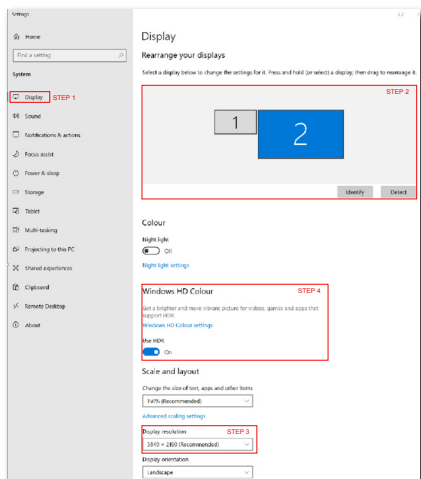 Settings
Home
Find a setting
System
Display STEP 1
Sound
Notifications & actions
Focus assist
Power & sleep
Storage
Tablet
Multi-tasking
Projecting to this PC
Shared experiences
Clipboard
Remote Desktop
About
Display
Rearrange your displays
Select a display below to change the settings for it. Press and hold (or select) a display, then drag to rearrange it.
STEP 2
1
2
Identify Detect
Colour
Night light
Off
Night light settings
Windows HD Colour STEP 4
Get a brighter and more vibrant picture for videos, games and apps that
support HDR.
Windows HD Colour settings
Use HDR
On
Scale and layout
Change the size of text, apps and other items
(Recommended)
Advanced scaling settings
Display resolution STEP 3
3840 × 2160 (Recommended)
Display orientation
Landscape